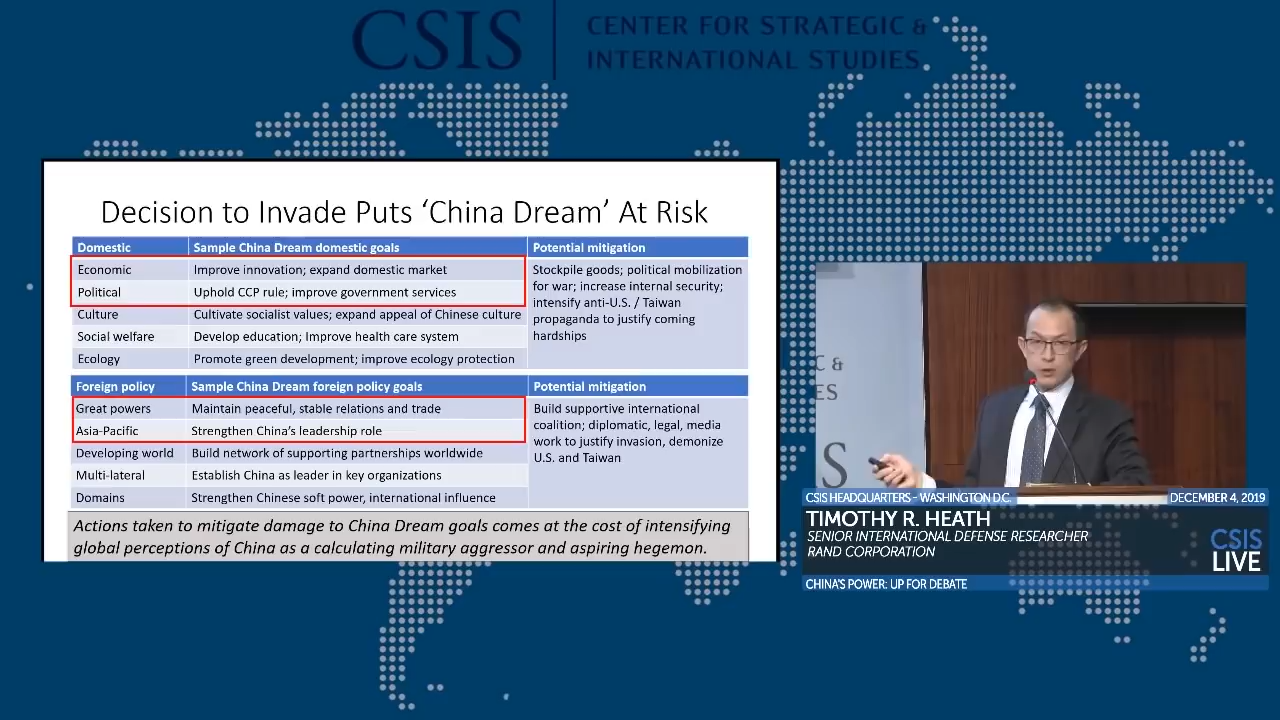 CSIS
CENTER FOR STRATEGIC &
INTERNATIONAL STUDIES
Decision to Invade Puts ‘China Dream’ At Risk
Domestic Sample China Dream domestic goals Potential mitigation
Economic Improve innovation; expand domestic market
Political Uphold CCP rule; improve government services
Culture Cultivate socialist values; expand appeal of Chinese culture
Social welfare Develop education; Improve health care system
Ecology Promote green development; improve ecology protection
Stockpile goods; political mobilization
for war; increase internal security;
intensify anti-U.S. / Taiwan
propaganda to justify coming
hardships
Foreign policy Sample China Dream foreign policy goals Potential mitigation
Great powers Maintain peaceful, stable relations and trade
Asia-Pacific Strengthen China’s leadership role
Developing world Build network of supporting partnerships worldwide
Multi-lateral Establish China as leader in key organizations
Domains Strengthen Chinese soft power, international influence
Build supportive international
coalition; diplomatic, legal, media
work to justify invasion, demonize
U.S. and Taiwan
Actions taken to mitigate damage to China Dream goals comes at the cost of intensifying
global perceptions of China as a calculating military aggressor and aspiring hegemon.
C &
ES
S
CSIS HEADQUARTERS - WASHINGTON D.C. DECEMBER 4, 2019
TIMOTHY R. HEATH
SENIOR INTERNATIONAL DEFENSE RESEARCHER
RAND CORPORATION
CSIS
LIVE
CHINA'S POWER: UP FOR DEBATE